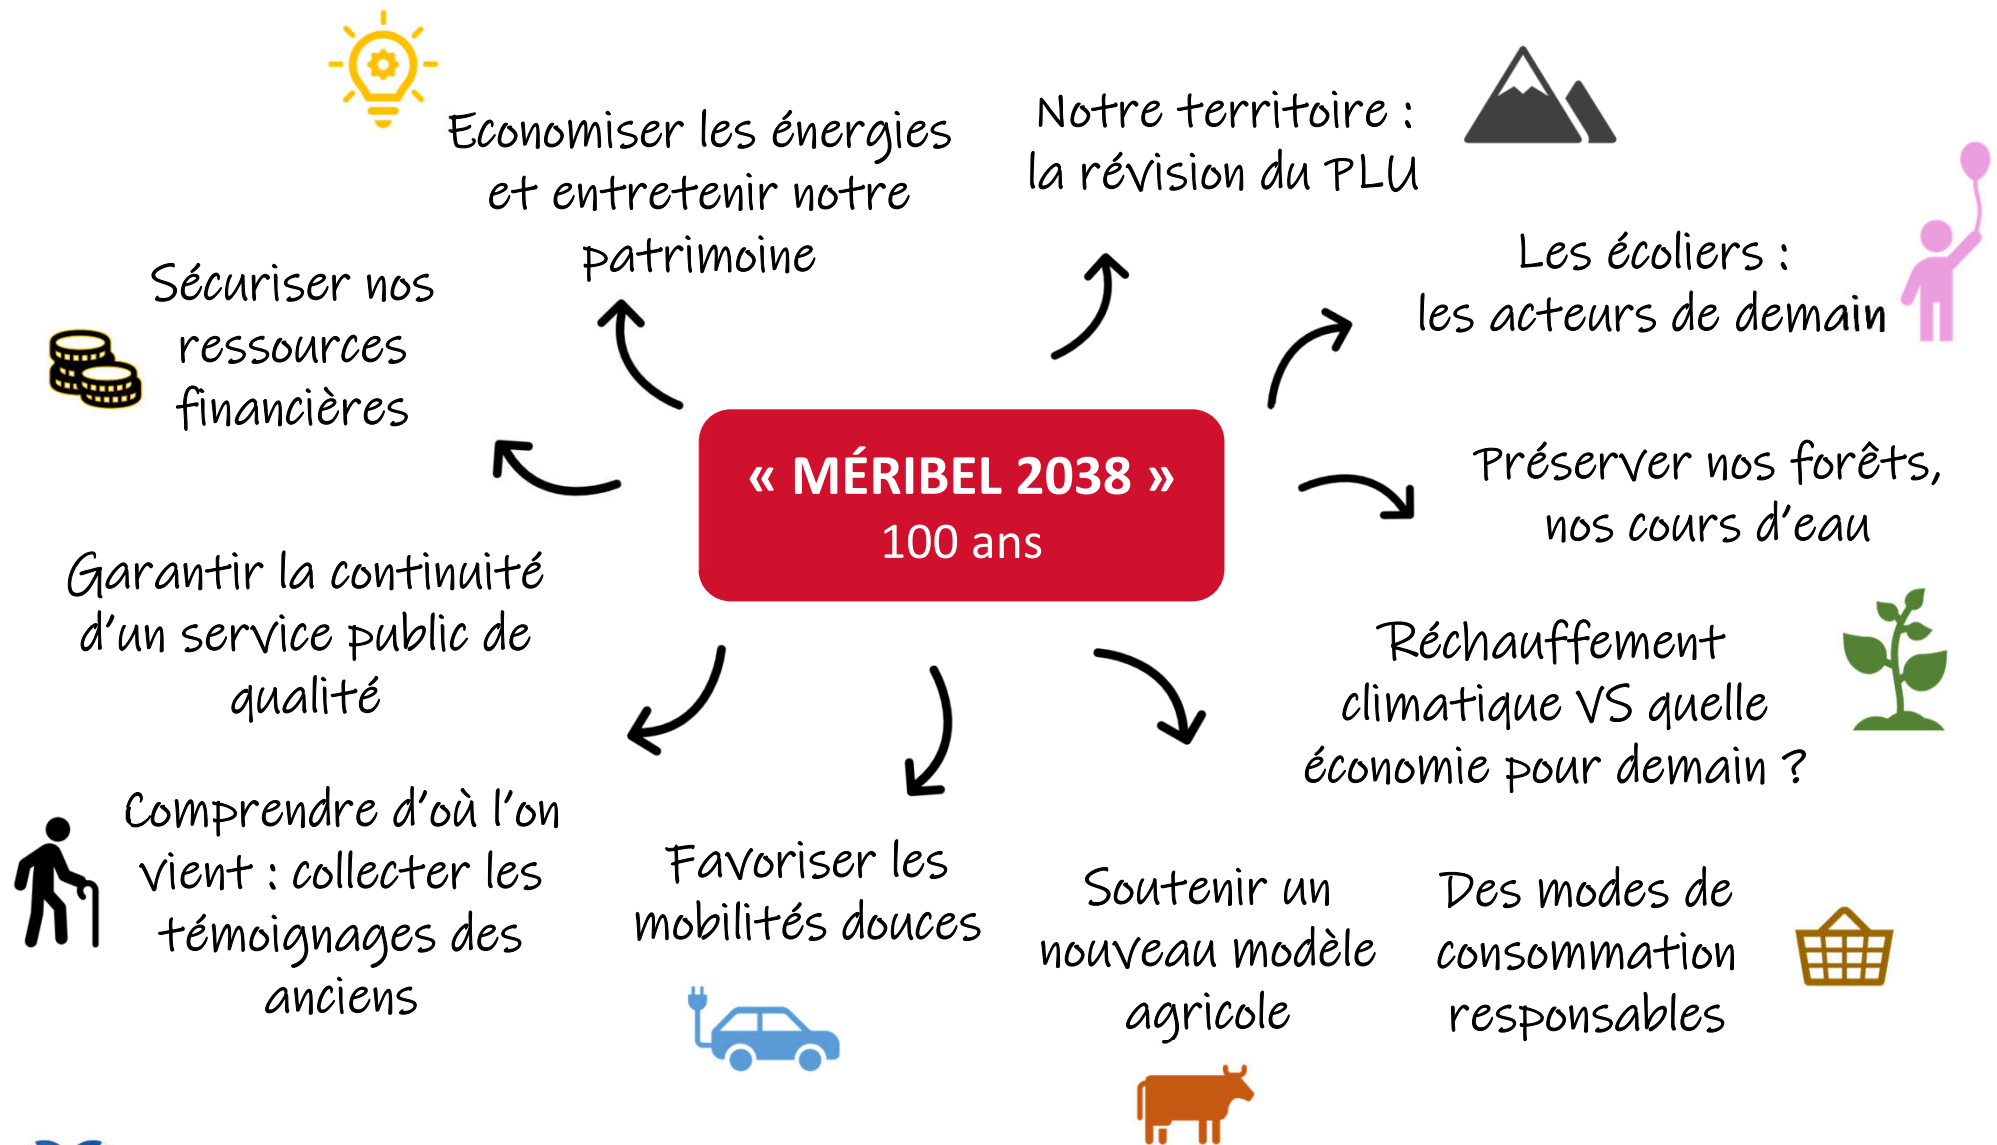 Economiser les énergies
et entretenir notre
patrimoine
Notre territoire :
la révision du PLU
Les écoliers :
les acteurs de demain
Sécuriser nos
ressources
financières
« MÉRIBEL 2038 »
100 ans
Préserver nos forêts,
nos cours d'eau
Garantir la continuité
d'un service public de
qualité
Réchauffement
climatique VS quelle
économie pour demain ?
Comprendre d'où l'on
vient : collecter les
témoignages des
anciens
Favoriser les
mobilités douces
Soutenir un
nouveau modèle
agricole
Des modes de
consommation
responsables